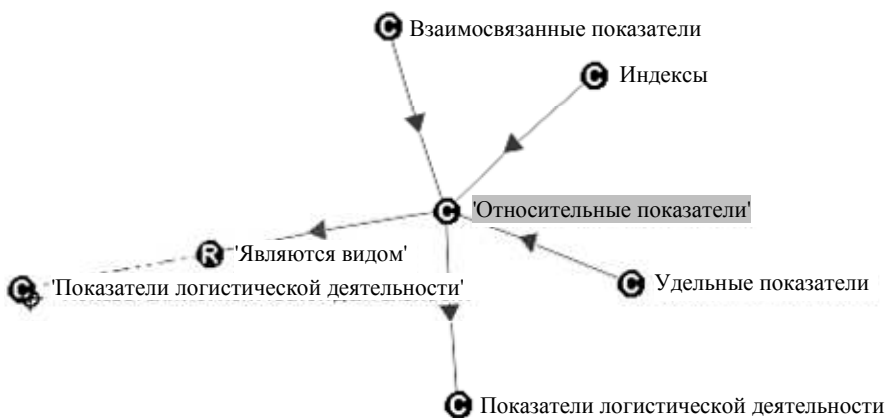 C Взаимосвязанные показатели
C Индексы
C 'Относительные показатели'
R 'Являются видом'
C Удельные показатели
C 'Показатели логистической деятельности'
C Показатели логистической деятельности